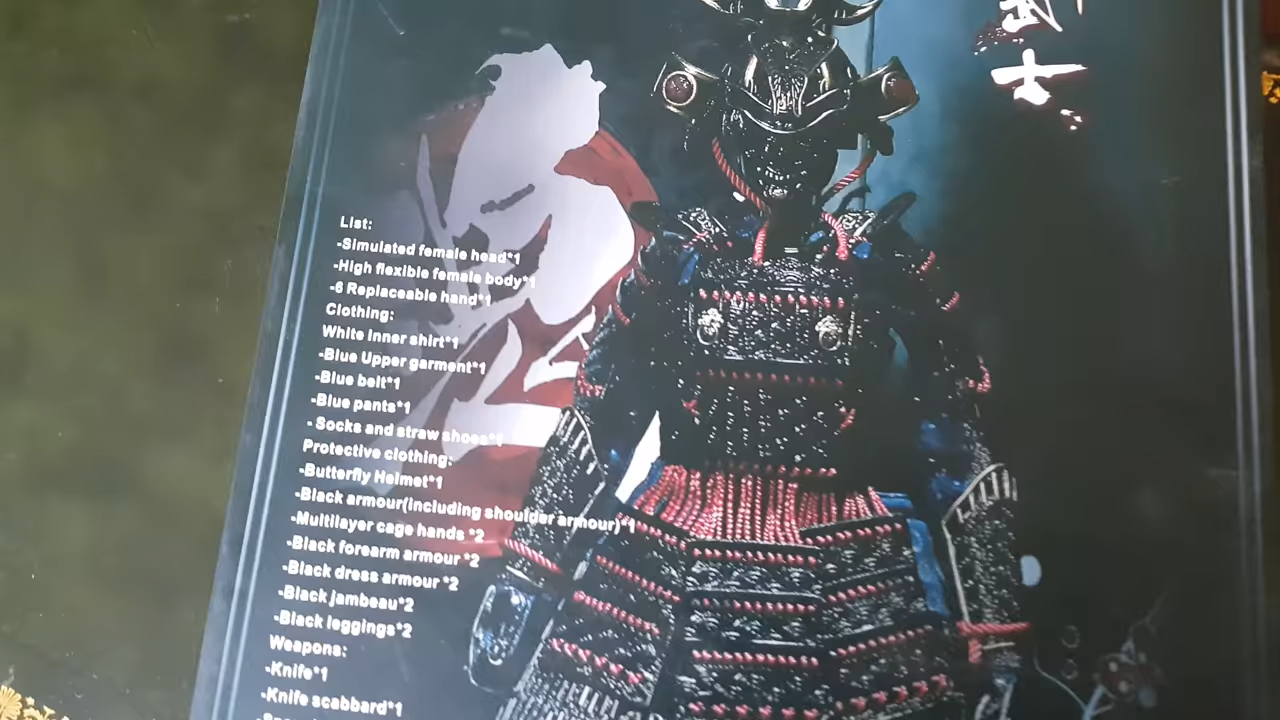 武
士
List:
-Simulated female head*1
-High flexible female body*1
-6 Replaceable hand*1
Clothing:
White Inner shirt*1
-Blue Upper garment*1
-Blue belt*1
-Blue pants*1
- Socks and straw shoes*1
Protective clothing:
-Butterfly Helmet*1
-Black armour(including shoulder armour)*1
-Multilayer cage hands *2
-Black forearm armour *2
-Black dress armour *2
-Black jambeau*2
-Black leggings*2
Weapons:
-Knife*1
-Knife scabbard*1